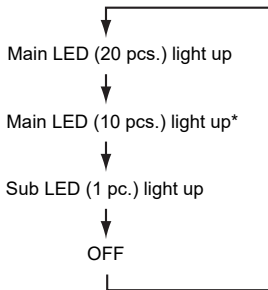 Main LED (20 pcs.) light up
Main LED (10 pcs.) light up*
Sub LED (1 pc.) light up
OFF